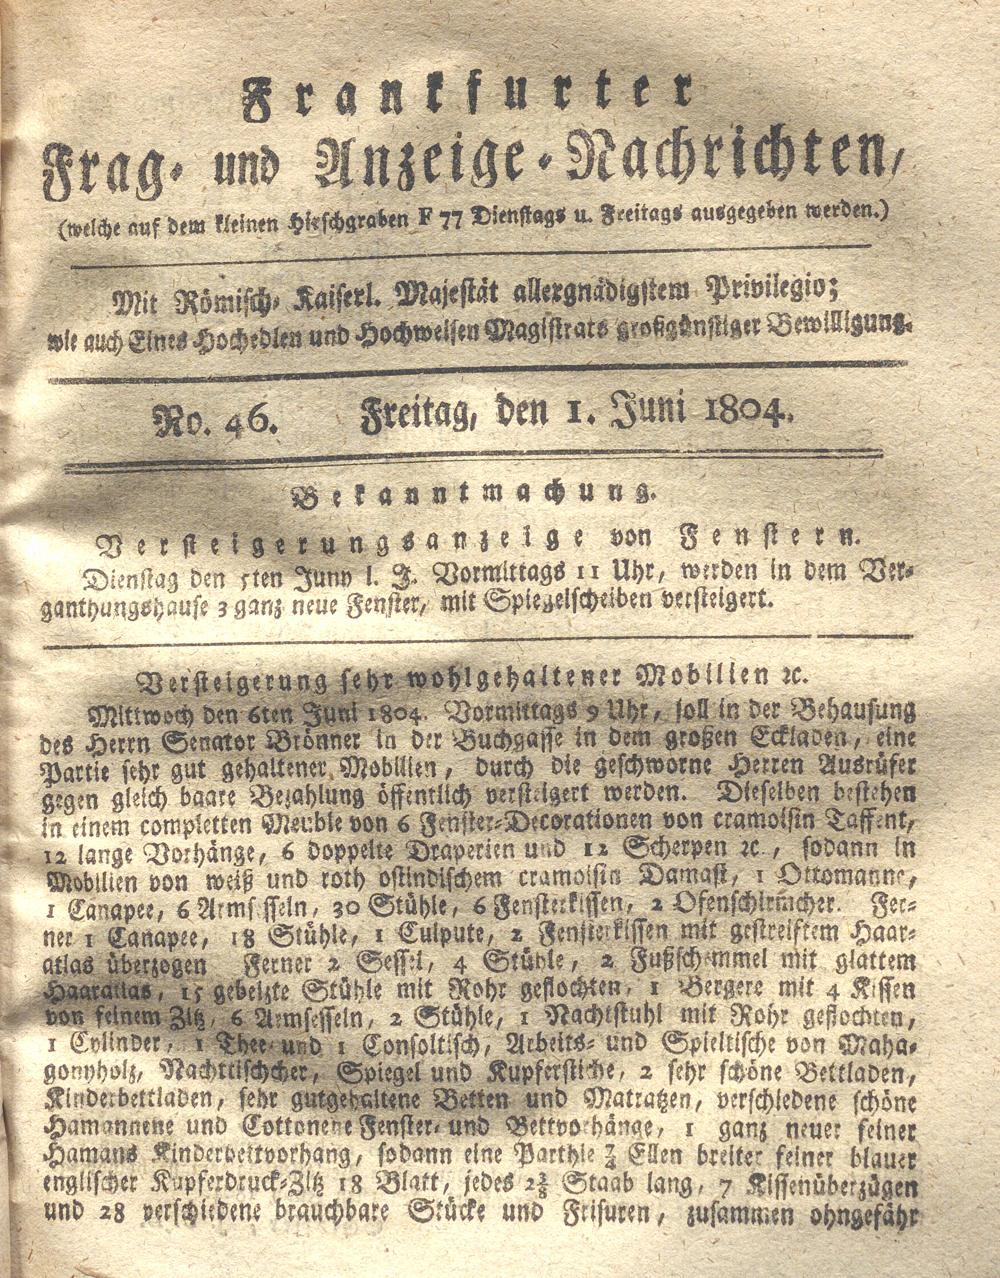 Frankfurter
Frag- und Anzeige-Nachrichten,
(welche auf dem kleinen Hirschgraben F 77 Dienstags u. Freitags ausgegeben werden.)
Mit Römisch- Kaiserl. Majestät allergnädigstem Privilegio;
wie auch Eines Hochedlen und Hochweisen Magistrats großgünstiger Bewilligung.
No. 46. Freitag, den 1. Juni 1804.
Bekanntmachung.
Versteigerungsanzeige von Fenstern.
Dienstag den 5ten Juny l. J. Vormittags 11 Uhr, werden in dem Ver-
ganthungshause 3 ganz neue Fenster, mit Spiegelscheiben versteigert.
Versteigerung sehr wohlgehaltener Mobilien ꝛc.
Mittwoch den 6ten Juni 1804. Vormittags 9 Uhr, soll in der Behausung
des Herrn Senator Brönner in der Buchgasse in dem großen Eckladen, eine
Partie sehr gut gehaltener Mobilien, durch die geschworne Herren Ausrüfer
gegen gleich baare Bezahlung öffentlich versteigert werden. Dieselben bestehen
in einem completten Meuble von 6 Fenster-Decorationen von cramoisin Taffent,
12 lange Vorhänge, 6 doppelte Draperien und 12 Scherpen ꝛc., sodann in
Mobilien von weiß und roth ostindischem cramoisin Damast, 1 Ottomanne,
1 Canapee, 6 Armsesseln, 30 Stühle, 6 Fensterkissen, 2 Ofenschirmcher. Fer-
ner 1 Canapee, 18 Stühle, 1 Culpute, 2 Fensterkissen mit gestreiftem Haar-
atlas überzogen Ferner 2 Sessel, 4 Stühle, 2 Fußschemmel mit glattem
Haaratlas, 15 gebeizte Stühle mit Rohr geflochten, 1 Bergere mit 4 Kissen
von feinem Zitz, 6 Armsesseln, 2 Stühle, 1 Nachtstuhl mit Rohr geflochten,
1 Cylinder, 1 Thee- und 1 Consoltisch, Arbeits- und Spieltische von Maha-
gonyholz, Nachttischcher, Spiegel und Kupferstiche, 2 sehr schöne Bettladen,
Kinderbettladen, sehr gutgehaltene Betten und Matratzen, verschiedene schöne
Hamannene und Cottonene Fenster- und Bettvorhänge, 1 ganz neuer feiner
Hamans Kinderbettvorhang, sodann eine Parthie Ellen breiter feiner blauer
englischer Kupferdruck-Zitz 18 Blatt, jedes 2⅜ Staab lang, 7 Kissenüberzügen
und 28 verschiedene brauchbare Stücke und Frisuren, zusammen ohngefähr